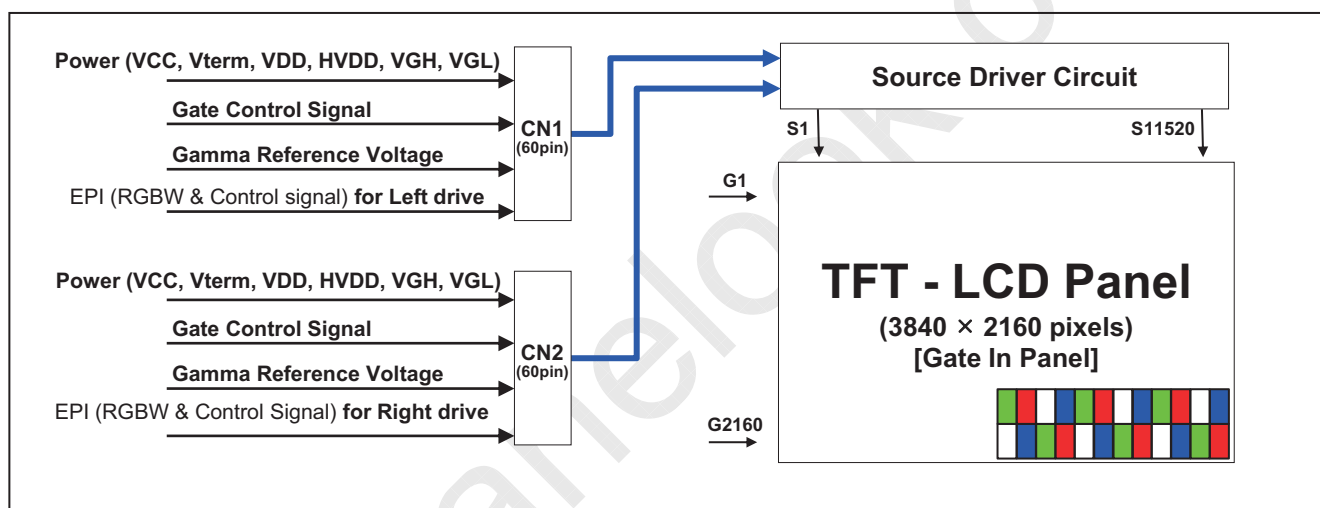 Power (VCC, Vterm, VDD, HVDD, VGH, VGL)
Gate Control Signal
Gamma Reference Voltage
EPI (RGBW & Control signal) for Left drive
CN1
(60pin)
Power (VCC, Vterm, VDD, HVDD, VGH, VGL)
Gate Control Signal
Gamma Reference Voltage
EPI (RGBW & Control Signal) for Right drive
CN2
(60pin)
Source Driver Circuit
S1
S11520
G1
G2160
TFT - LCD Panel
(3840 × 2160 pixels)
[Gate In Panel]